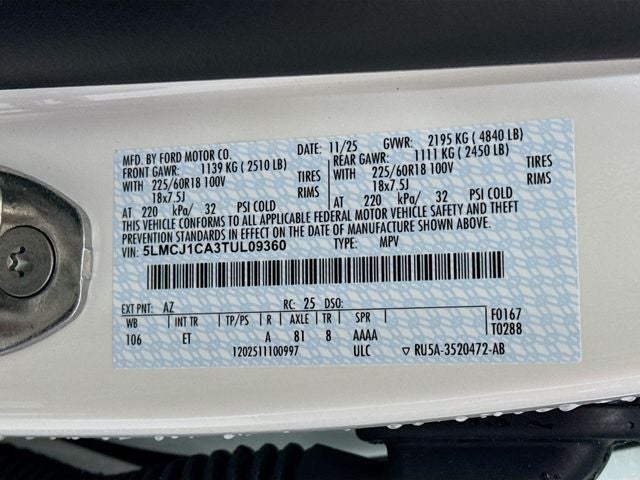 MFD. BY FORD MOTOR CO. DATE: 11/25 GVWR: 2195 KG ( 4840 LB)
FRONT GAWR: 1139 KG ( 2510 LB) REAR GAWR: 1111 KG ( 2450 LB)
WITH 225/60R18 100V TIRES WITH 225/60R18 100V TIRES
18x7.5J RIMS 18x7.5J RIMS
AT 220 kPa/ 32 PSI COLD AT 220 kPa/ 32 PSI COLD
THIS VEHICLE CONFORMS TO ALL APPLICABLE FEDERAL MOTOR VEHICLE SAFETY AND THEFT
PREVENTION STANDARDS IN EFFECT ON THE DATE OF MANUFACTURE SHOWN ABOVE.
VIN: 5LMCJ1CA3TUL09360 TYPE: MPV
EXT PNT: AZ RC: 25 DSO:
WB INT TR TP/PS R AXLE TR SPR F0167
106 ET A 81 8 AAAA T0288
1202511100997 ULC ▽ RU5A-3520472-AB